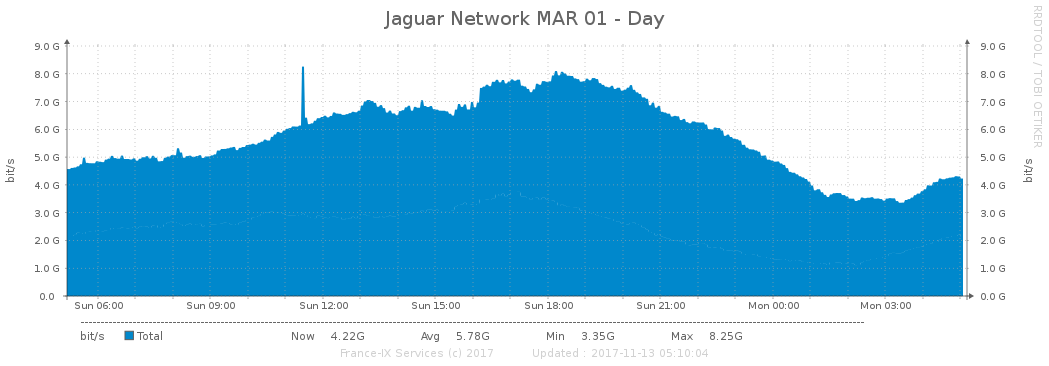 Jaguar Network MAR 01 - Day
RRDTOOL / TOBI OETIKER
9.0 G 9.0 G
8.0 G 8.0 G
7.0 G 7.0 G
6.0 G 6.0 G
5.0 G 5.0 G
4.0 G 4.0 G
3.0 G 3.0 G
2.0 G 2.0 G
1.0 G 1.0 G
0.0 0.0 G
bit/s
bit/s
Sun 06:00 Sun 09:00 Sun 12:00 Sun 15:00 Sun 18:00 Sun 21:00 Mon 00:00 Mon 03:00
bit/s Total Now 4.22G Avg 5.78G Min 3.35G Max 8.25G
France-IX Services (c) 2017 Updated : 2017-11-13 05:10:04